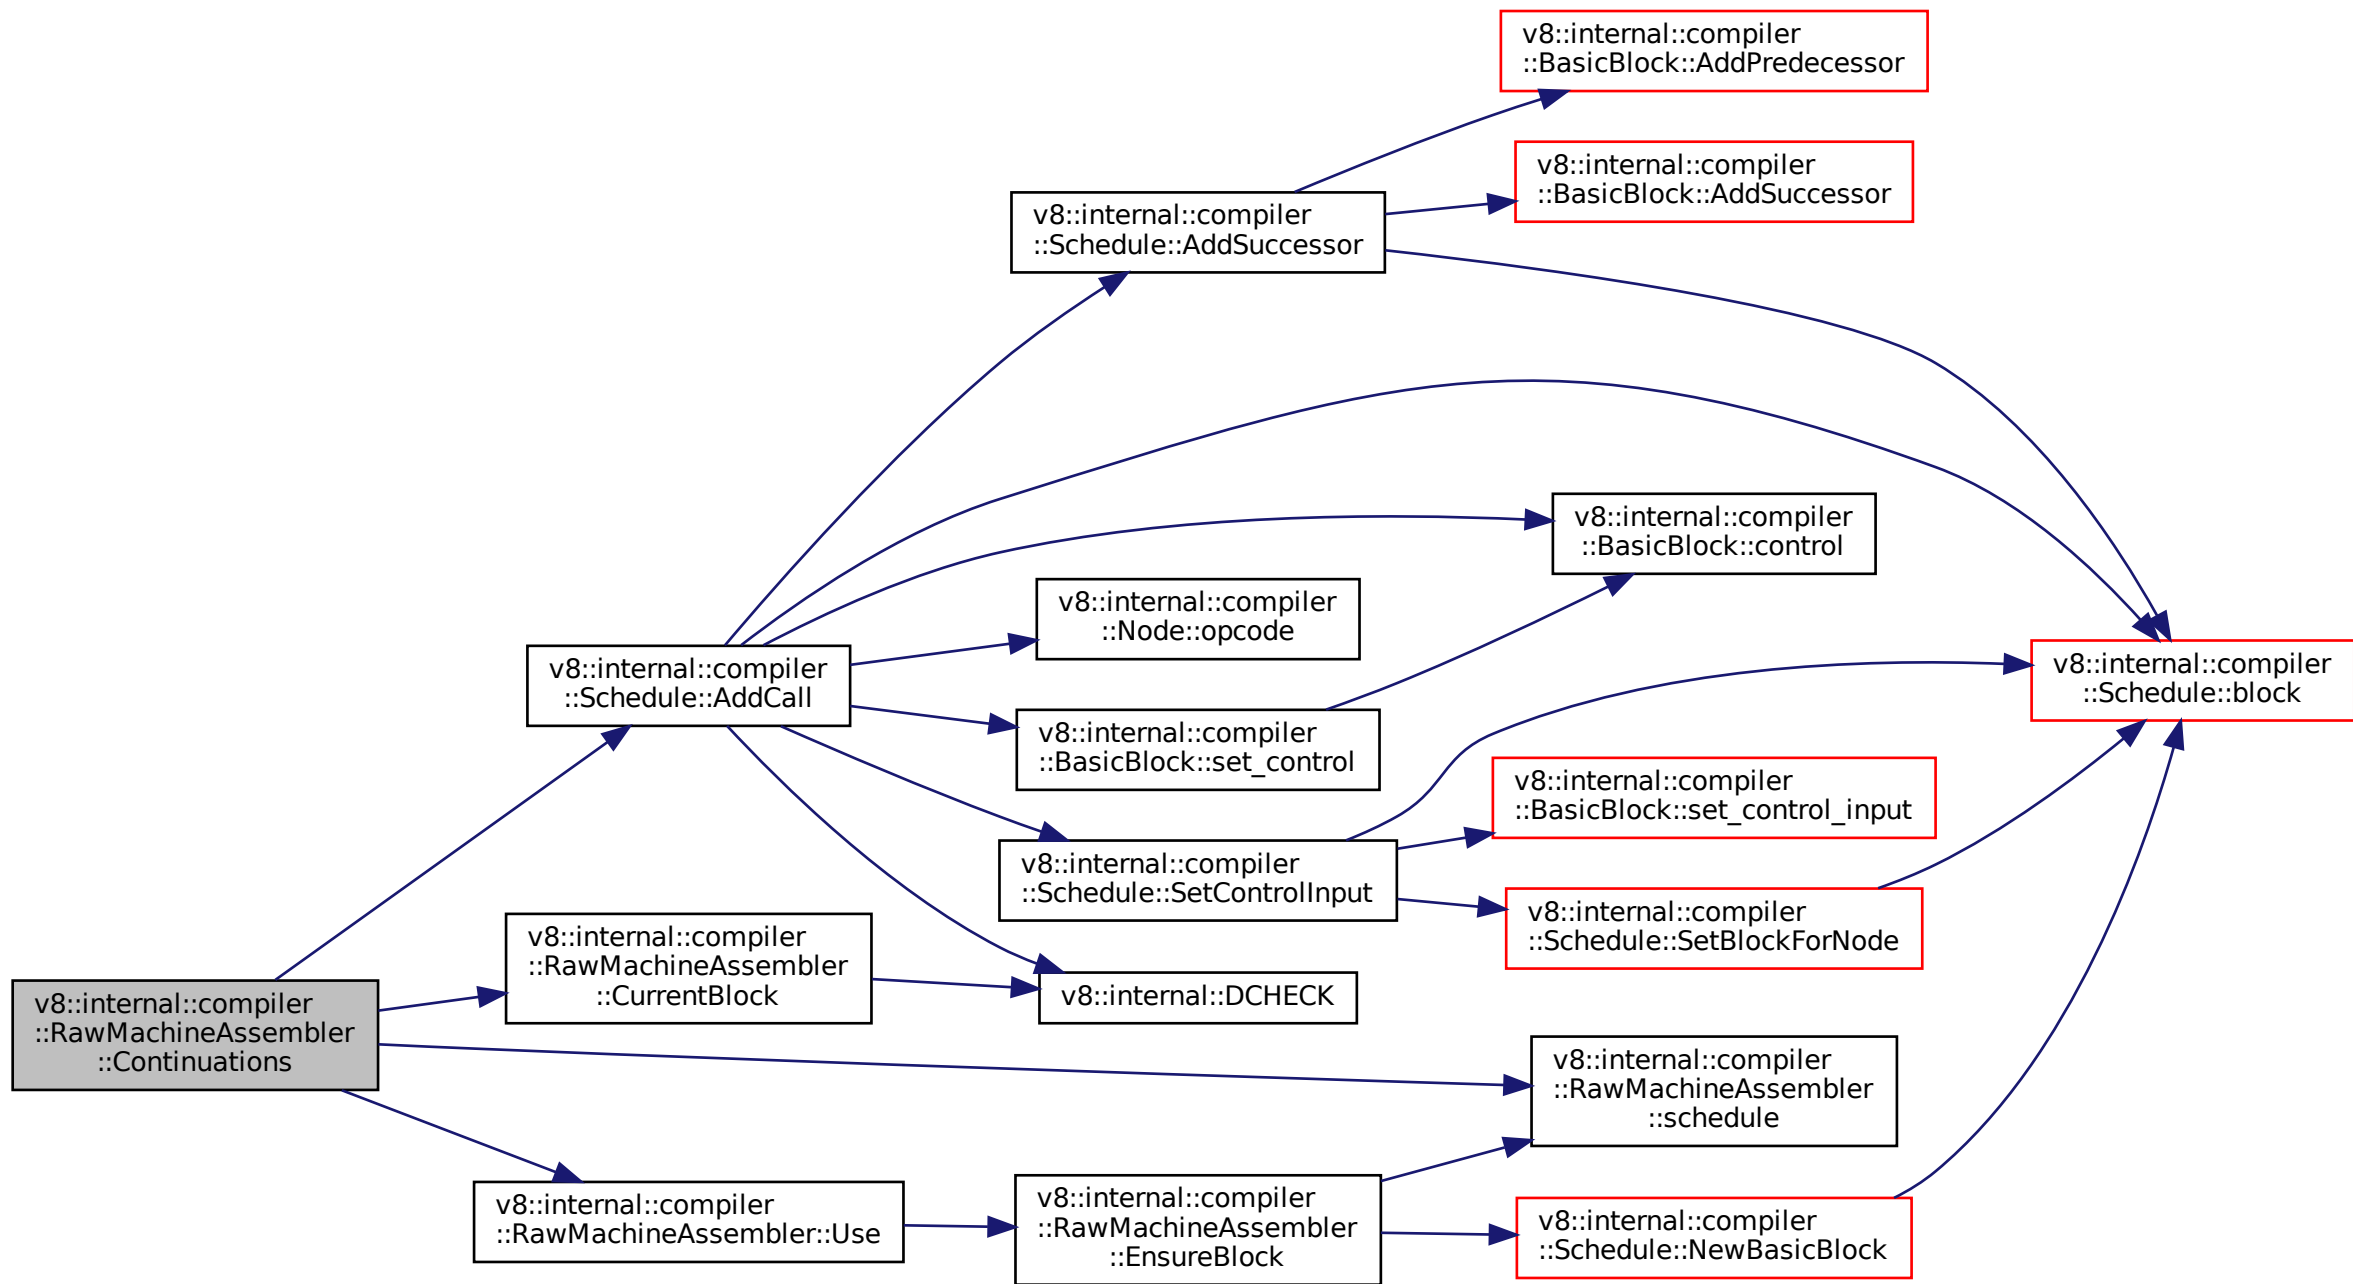 v8::internal::compiler
::BasicBlock::AddPredecessor
v8::internal::compiler
::BasicBlock::AddSuccessor
v8::internal::compiler
::Schedule::AddSuccessor
v8::internal::compiler
::BasicBlock::control
v8::internal::compiler
::Node::opcode
v8::internal::compiler
::Schedule::AddCall
v8::internal::compiler
::Schedule::block
v8::internal::compiler
::BasicBlock::set_control
v8::internal::compiler
::BasicBlock::set_control_input
v8::internal::compiler
::Schedule::SetControlInput
v8::internal::compiler
::Schedule::SetBlockForNode
v8::internal::compiler
::RawMachineAssembler
::CurrentBlock
v8::internal::DCHECK
v8::internal::compiler
::RawMachineAssembler
::Continuations
v8::internal::compiler
::RawMachineAssembler
::schedule
v8::internal::compiler
::RawMachineAssembler::Use
v8::internal::compiler
::RawMachineAssembler
::EnsureBlock
v8::internal::compiler
::Schedule::NewBasicBlock